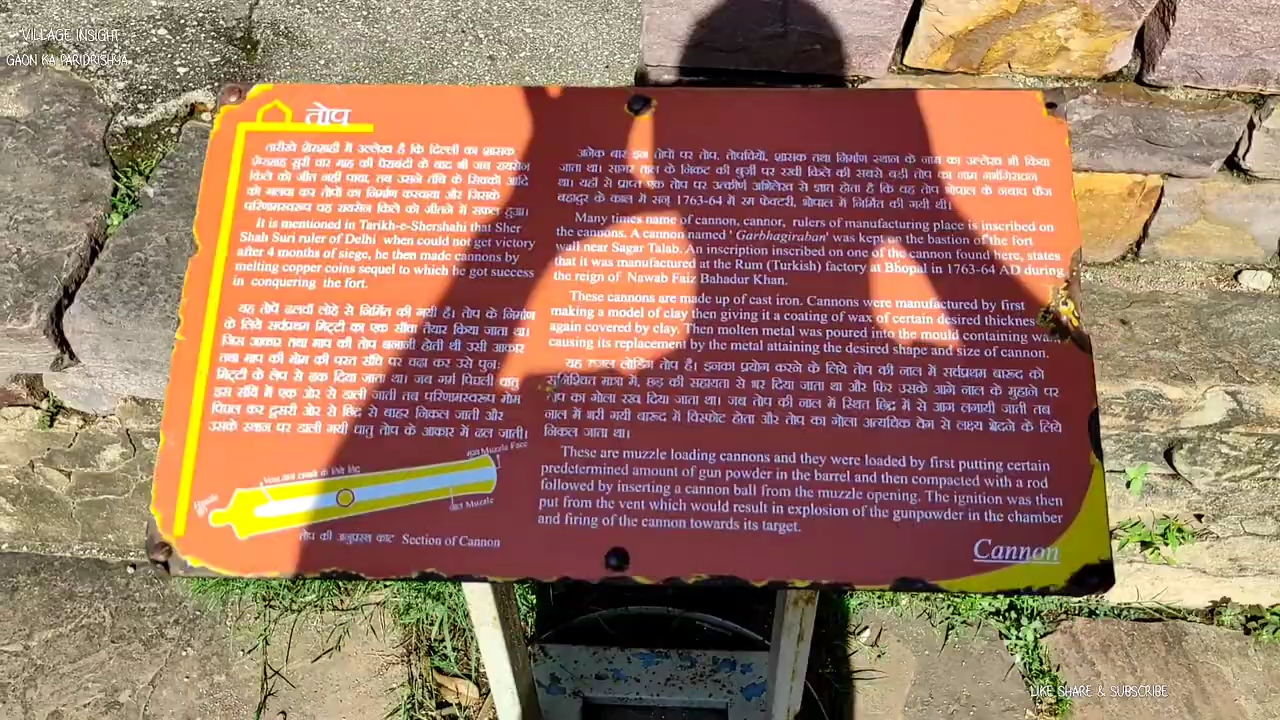 VILLAGE INSIGHT
GAON KA PARIDRISHYA
तोप
तारीखे शेरशाही में उल्लेख है कि दिल्ली का शासक
शेरशाह सूरी चार माह की घेराबंदी के बाद भी जब रायसेन
किले को जीत नहीं पाया, तब उसने तांबे के सिक्कों आदि
को गलवा कर तोपों का निर्माण करवाया और जिसके
परिणामस्वरूप वह रायसेन किले को जीतने में सफल हुआ।
It is mentioned in Tarikh-e-Shershahi that Sher
Shah Suri ruler of Delhi when could not get victory
after 4 months of siege, he then made cannons by
melting copper coins sequel to which he got success
in conquering the fort.
यह तोपें ढलवाँ लोहे से निर्मित की गयी हैं। तोप के निर्माण
के लिये सर्वप्रथम मिट्टी का एक साँचा तैयार किया जाता था।
जिस आकार तथा माप की तोप बनानी होती थी उसी आकार
तथा माप की मोम की परत साँचे पर चढ़ा कर उसे पुनः
मिट्टी के लेप से ढक दिया जाता था। जब गर्म पिघली धातु
इस साँचे में एक ओर से डाली जाती तब परिणामस्वरूप मोम
पिघल कर दूसरी ओर से छिद्र से बाहर निकल जाती और
उसके स्थान पर डाली गयी धातु तोप के आकार में ढल जाती।
Muzzle Face
Muzzle
तोप की अनुप्रस्थ काट Section of Cannon
अनेक बार इन तोपों पर तोप, तोपचियों, शासक तथा निर्माण स्थान के नाम का उल्लेख भी किया
जाता था। सागर ताल के निकट की बुर्जी पर रखी किले की सबसे बड़ी तोप का नाम गर्भगिरावन
था। यहाँ से प्राप्त एक तोप पर उत्कीर्ण अभिलेख से ज्ञात होता है कि वह तोप भोपाल के नवाब फैज
बहादुर के काल में सन् 1763-64 में रूम फेक्टरी, भोपाल में निर्मित की गयी थी।
Many times name of cannon, cannor, rulers of manufacturing place is inscribed on
the cannons. A cannon named ' Garbhagiraban' was kept on the bastion of the fort
wall near Sagar Talab. An inscription inscribed on one of the cannon found here, states
that it was manufactured at the Rum (Turkish) factory at Bhopal in 1763-64 AD during
the reign of Nawab Faiz Bahadur Khan.
These cannons are made up of cast iron. Cannons were manufactured by first
making a model of clay then giving it a coating of wax of certain desired thickness
again covered by clay. Then molten metal was poured into the mould containing wax
causing its replacement by the metal attaining the desired shape and size of cannon.
यह मजल लोडिंग तोप हैं। इनका प्रयोग करने के लिये तोप की नाल में सर्वप्रथम बारूद को
सुनिश्चित मात्रा में, छड़ की सहायता से भर दिया जाता था और फिर उसके आगे नाल के मुहाने पर
तोप का गोला रख दिया जाता था। जब तोप की नाल में स्थित छिद्र में से आग लगायी जाती तब
नाल में भरी गयी बारूद में विस्फोट होता और तोप का गोला अत्यधिक वेग से लक्ष्य भेदने के लिये
निकल जाता था।
These are muzzle loading cannons and they were loaded by first putting certain
predetermined amount of gun powder in the barrel and then compacted with a rod
followed by inserting a cannon ball from the muzzle opening. The ignition was then
put from the vent which would result in explosion of the gunpowder in the chamber
and firing of the cannon towards its target.
Cannon
LIKE SHARE & SUBSCRIBE